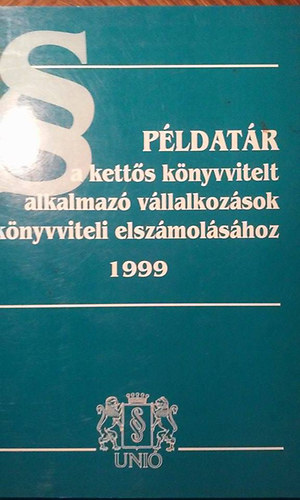 §
PÉLDATÁR
a kettős könyvvitelt
alkalmazó vállalkozások
könyvviteli elszámolásához
1999
§
UNIÓ